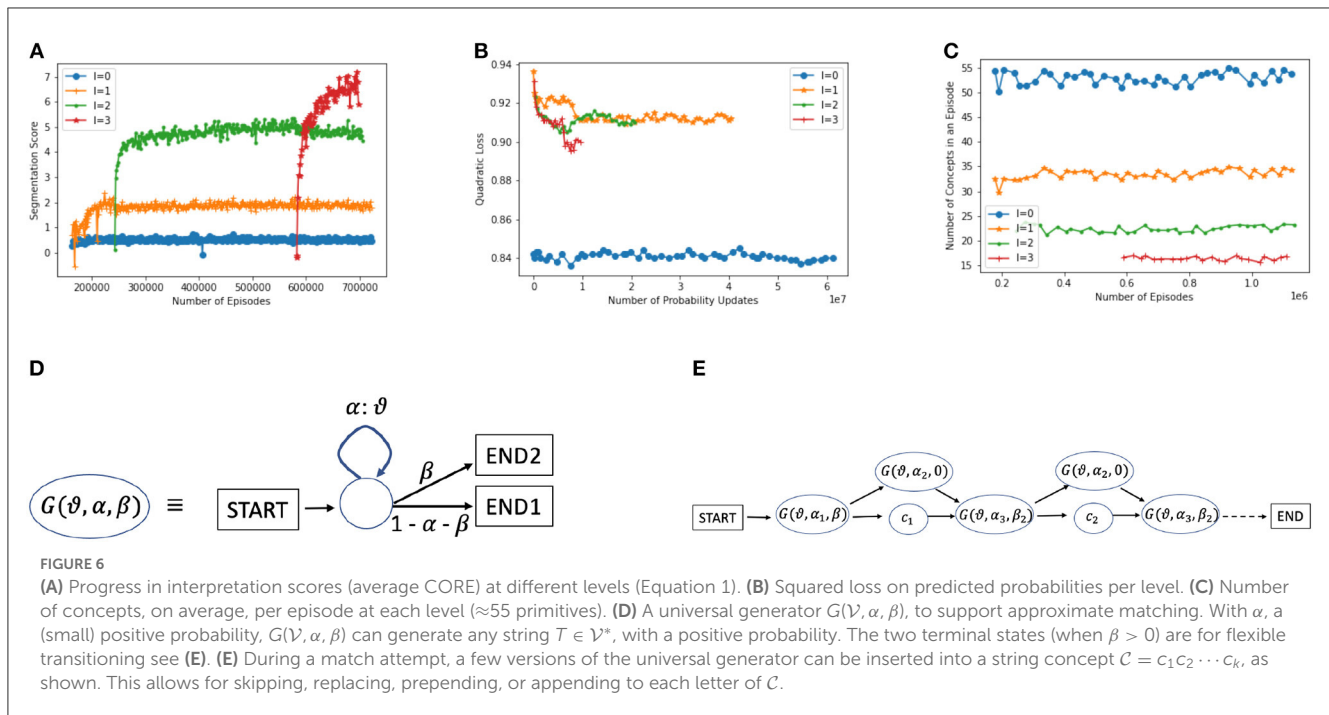 A
l=0
l=1
l=2
l=3
7
6
5
4
3
2
1
0
Segmentation Score
200000 300000 400000 500000 600000 700000
Number of Episodes
B
0.94
0.92
0.90
0.88
0.86
0.84
Quadratic Loss
l=0
l=1
l=2
l=3
0 1 2 3 4 5 6
1e7
Number of Probability Updates
C
55
50
45
40
35
30
25
20
15
Number of Concepts in an Episode
l=0
l=1
l=2
l=3
0.2 0.4 0.6 0.8 1.0
1e6
Number of Episodes
D
G(ϑ, α, β) ≡ START
α: ϑ
β
1 - α - β
END2
END1
E
START
G(ϑ, α₁, β)
G(ϑ, α₂, 0)
c₁
G(ϑ, α₃, β₂)
G(ϑ, α₂, 0)
c₂
G(ϑ, α₃, β₂)
END
FIGURE 6
(A) Progress in interpretation scores (average CORE) at different levels (Equation 1). (B) Squared loss on predicted probabilities per level. (C) Number
of concepts, on average, per episode at each level (≈55 primitives). (D) A universal generator G(𝒱, α, β), to support approximate matching. With α, a
(small) positive probability, G(𝒱, α, β) can generate any string T ∈ 𝒱*, with a positive probability. The two terminal states (when β > 0) are for flexible
transitioning see (E). (E) During a match attempt, a few versions of the universal generator can be inserted into a string concept 𝒞 = c₁c₂ ··· cₖ, as
shown. This allows for skipping, replacing, prepending, or appending to each letter of 𝒞.